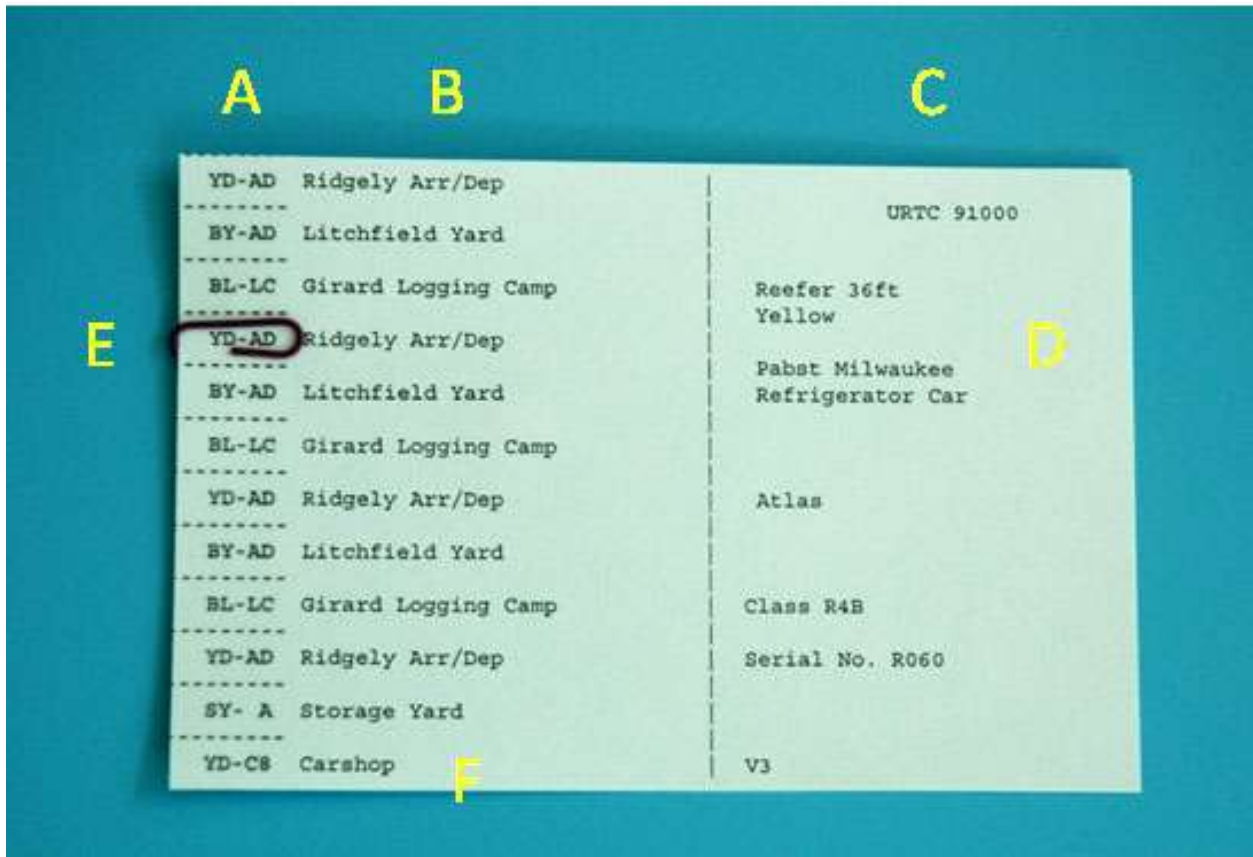 A B C
YD-AD Ridgely Arr/Dep
URTC 91000
BY-AD Litchfield Yard
BL-LC Girard Logging Camp
Reefer 36ft
Yellow
E
D
YD-AD Ridgely Arr/Dep
Pabst Milwaukee
Refrigerator Car
BY-AD Litchfield Yard
BL-LC Girard Logging Camp
YD-AD Ridgely Arr/Dep
Atlas
BY-AD Litchfield Yard
BL-LC Girard Logging Camp
Class R4B
YD-AD Ridgely Arr/Dep
Serial No. R060
SY- A Storage Yard
YD-C8 Carshop
F
V3